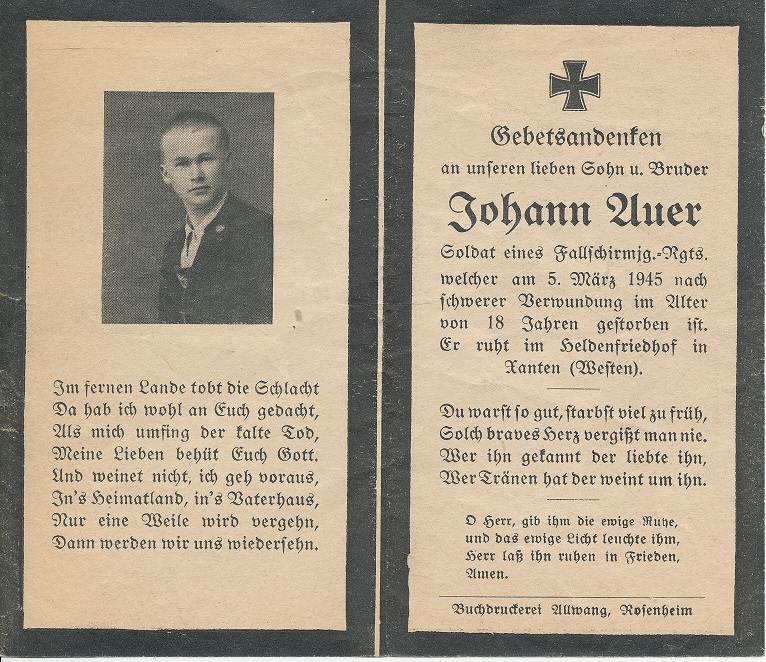 Im fernen Lande tobt die Schlacht
Da hab ich wohl an Euch gedacht,
Als mich umfing der kalte Tod,
Meine Lieben behüt Euch Gott.
Und weinet nicht, ich geh voraus,
In's Heimatland, in's Vaterhaus,
Nur eine Weile wird vergehn,
Dann werden wir uns wiedersehn.
Gebetsandenken
an unseren lieben Sohn u. Bruder
Johann Auer
Soldat eines Fallschirmjg.-Rgts.
welcher am 5. März 1945 nach
schwerer Verwundung im Alter
von 18 Jahren gestorben ist.
Er ruht im Heldenfriedhof in
Xanten (Westen).
Du warst so gut, starbst viel zu früh,
Solch braves Herz vergißt man nie.
Wer ihn gekannt der liebte ihn,
Wer Tränen hat der weint um ihn.
O Herr, gib ihm die ewige Ruhe,
und das ewige Licht leuchte ihm,
Herr laß ihn ruhen in Frieden,
Amen.
Buchdruckerei Allwang, Rosenheim